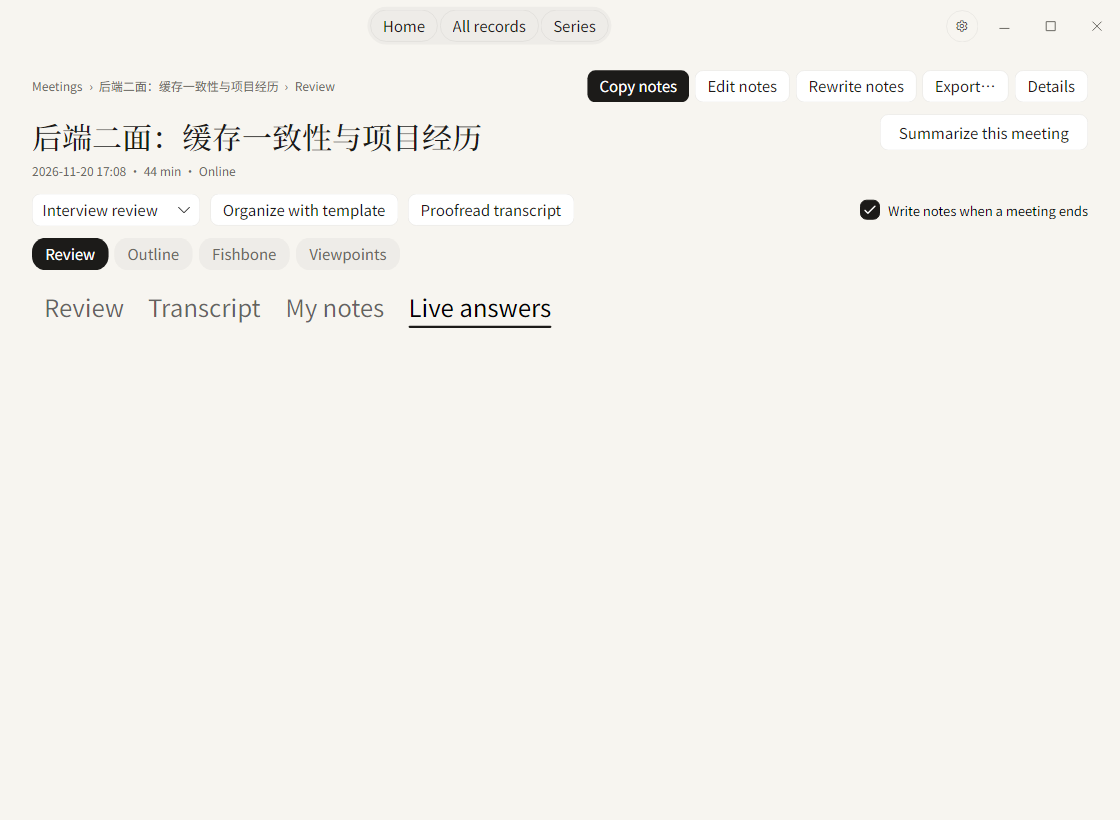 Home All records Series
Meetings › 后端二面：缓存一致性与项目经历 › Review
Copy notes Edit notes Rewrite notes Export··· Details
后端二面：缓存一致性与项目经历
Summarize this meeting
2026-11-20 17:08 • 44 min • Online
Interview review Organize with template Proofread transcript Write notes when a meeting ends
Review Outline Fishbone Viewpoints
Review Transcript My notes Live answers